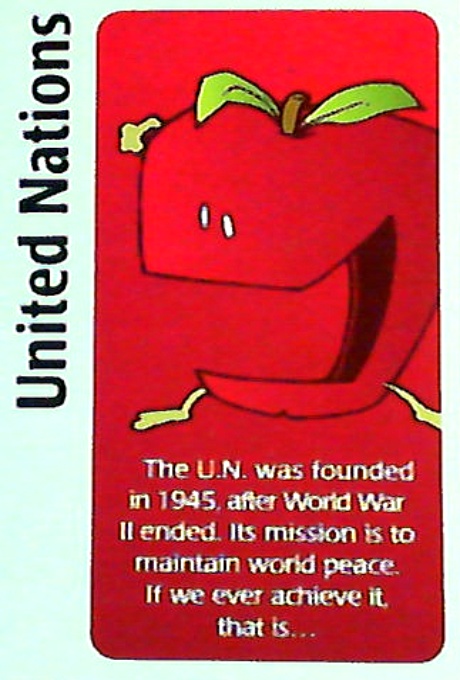 United Nations
The U.N. was founded
in 1945, after World War
II ended. Its mission is to
maintain world peace.
If we ever achieve it,
that is...